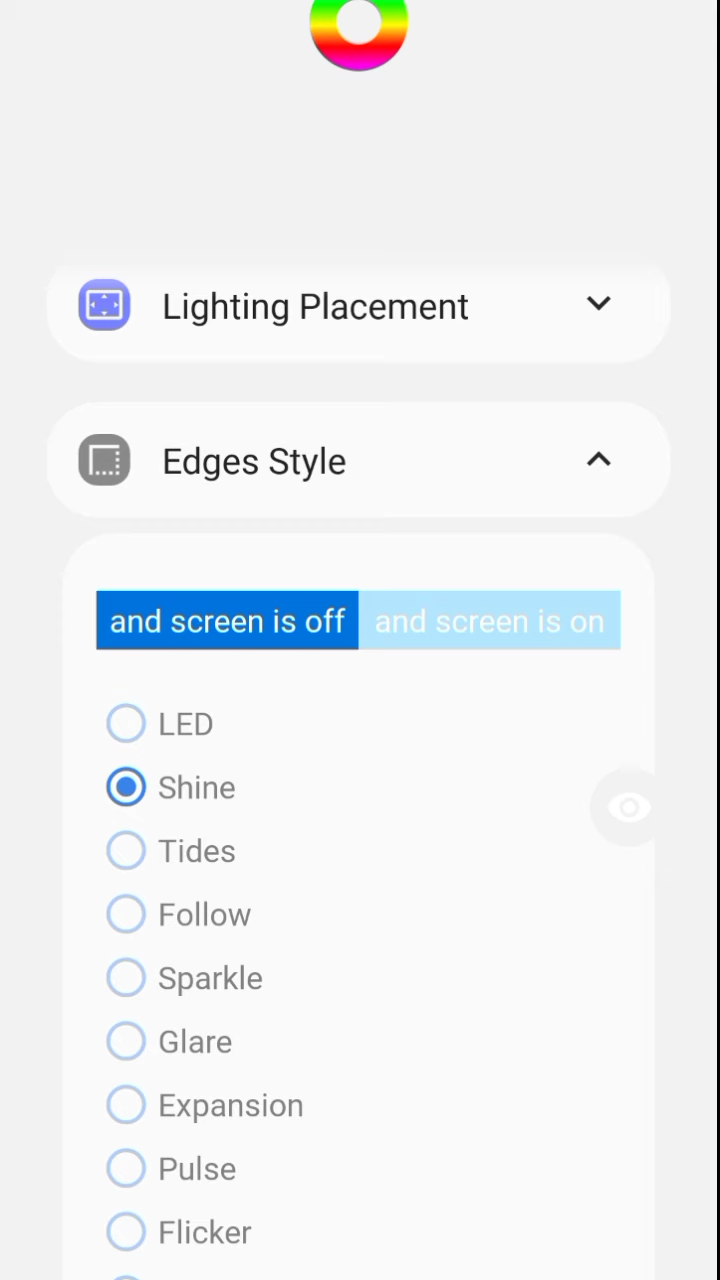 Lighting Placement
Edges Style
and screen is off and screen is on
LED
Shine
Tides
Follow
Sparkle
Glare
Expansion
Pulse
Flicker